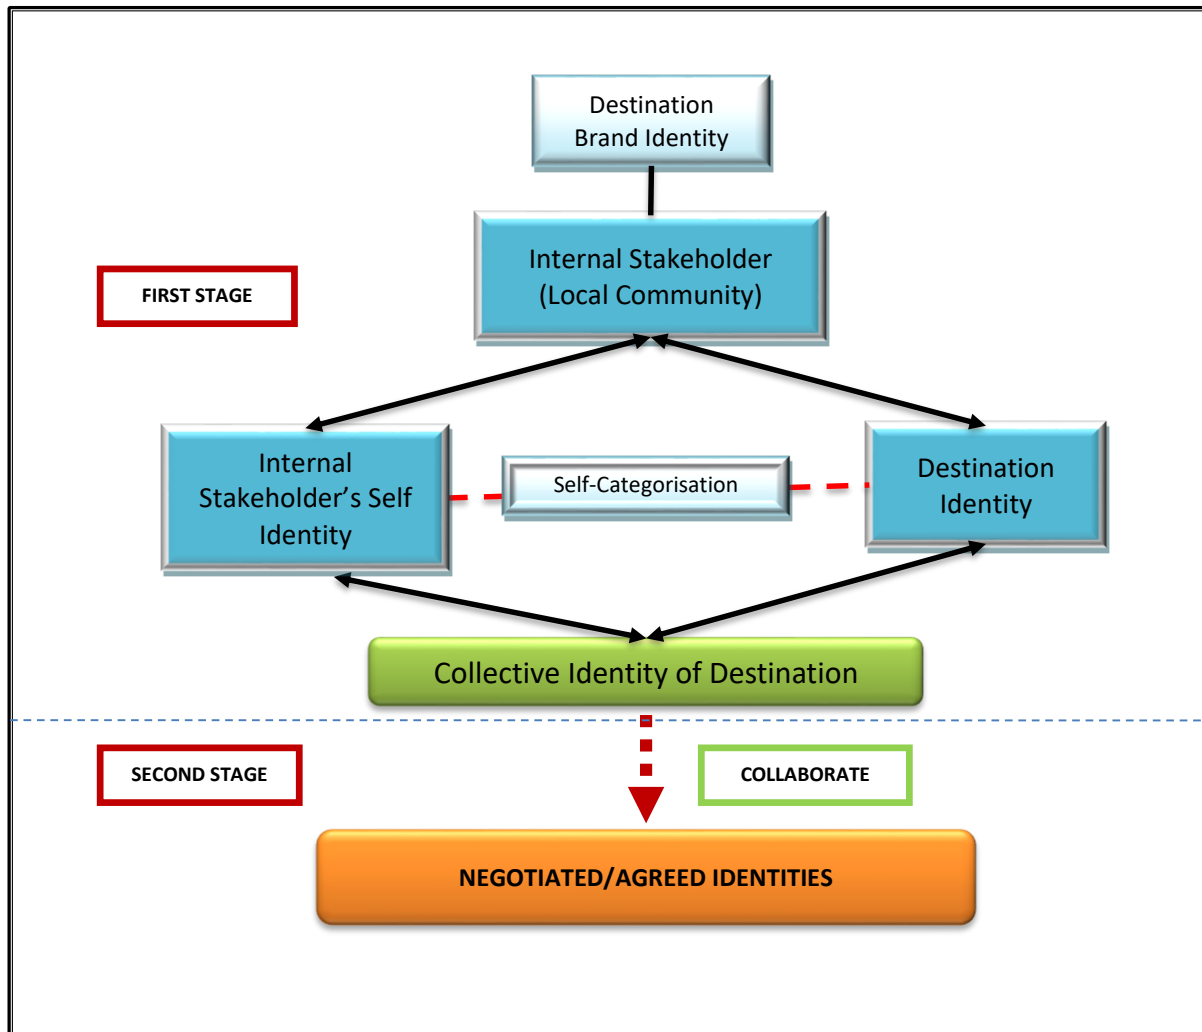 Destination
Brand Identity
Internal Stakeholder
(Local Community)
FIRST STAGE
Internal
Stakeholder’s Self
Identity
Self-Categorisation
Destination
Identity
Collective Identity of Destination
SECOND STAGE
COLLABORATE
NEGOTIATED/AGREED IDENTITIES